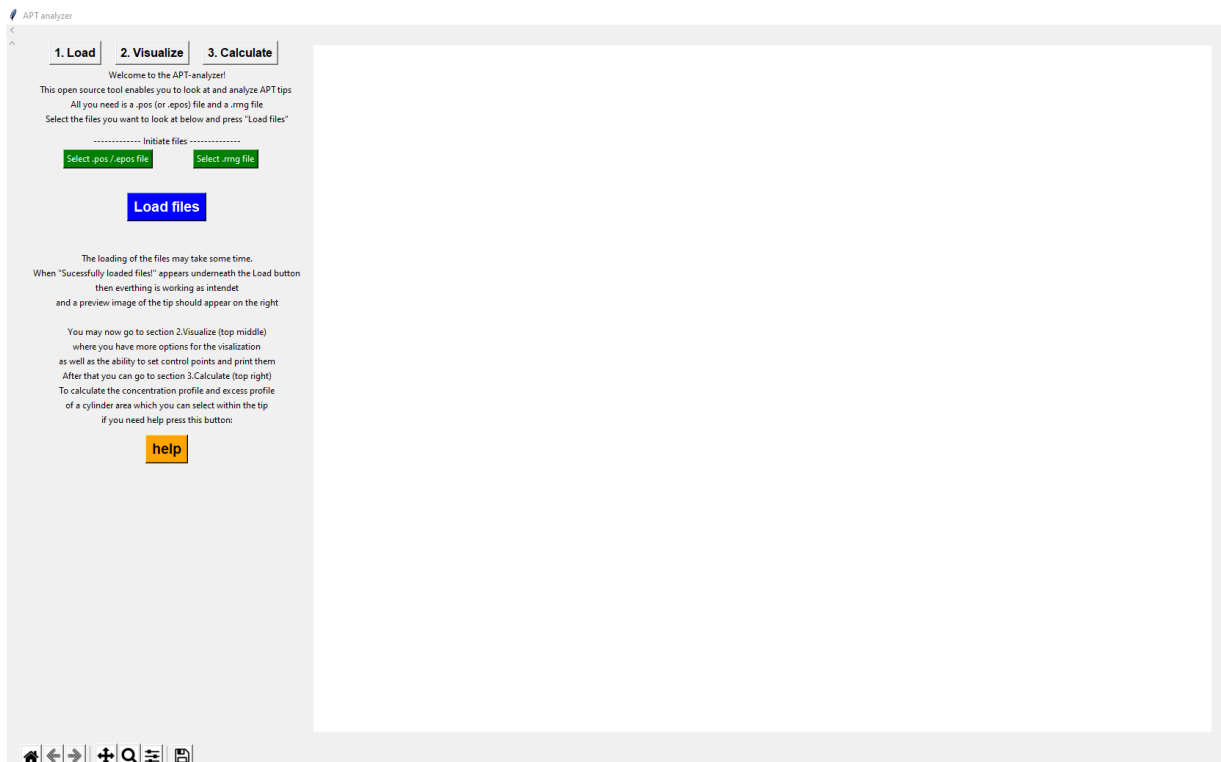 APT analyzer
1. Load 2. Visualize 3. Calculate
Welcome to the APT-analyzer!
This open source tool enables you to look at and analyze APT tips
All you need is a .pos (or .epos) file and a .rrng file
Select the files you want to look at below and press "Load files"
------------- Initiate files --------------
Select .pos /.epos file Select .rrng file
Load files
The loading of the files may take some time.
When "Sucessfully loaded files!" appears underneath the Load button
then everthing is working as intendet
and a preview image of the tip should appear on the right
You may now go to section 2.Visualize (top middle)
where you have more options for the visalization
as well as the ability to set control points and print them
After that you can go to section 3.Calculate (top right)
To calculate the concentration profile and excess profile
of a cylinder area which you can select within the tip
if you need help press this button:
help